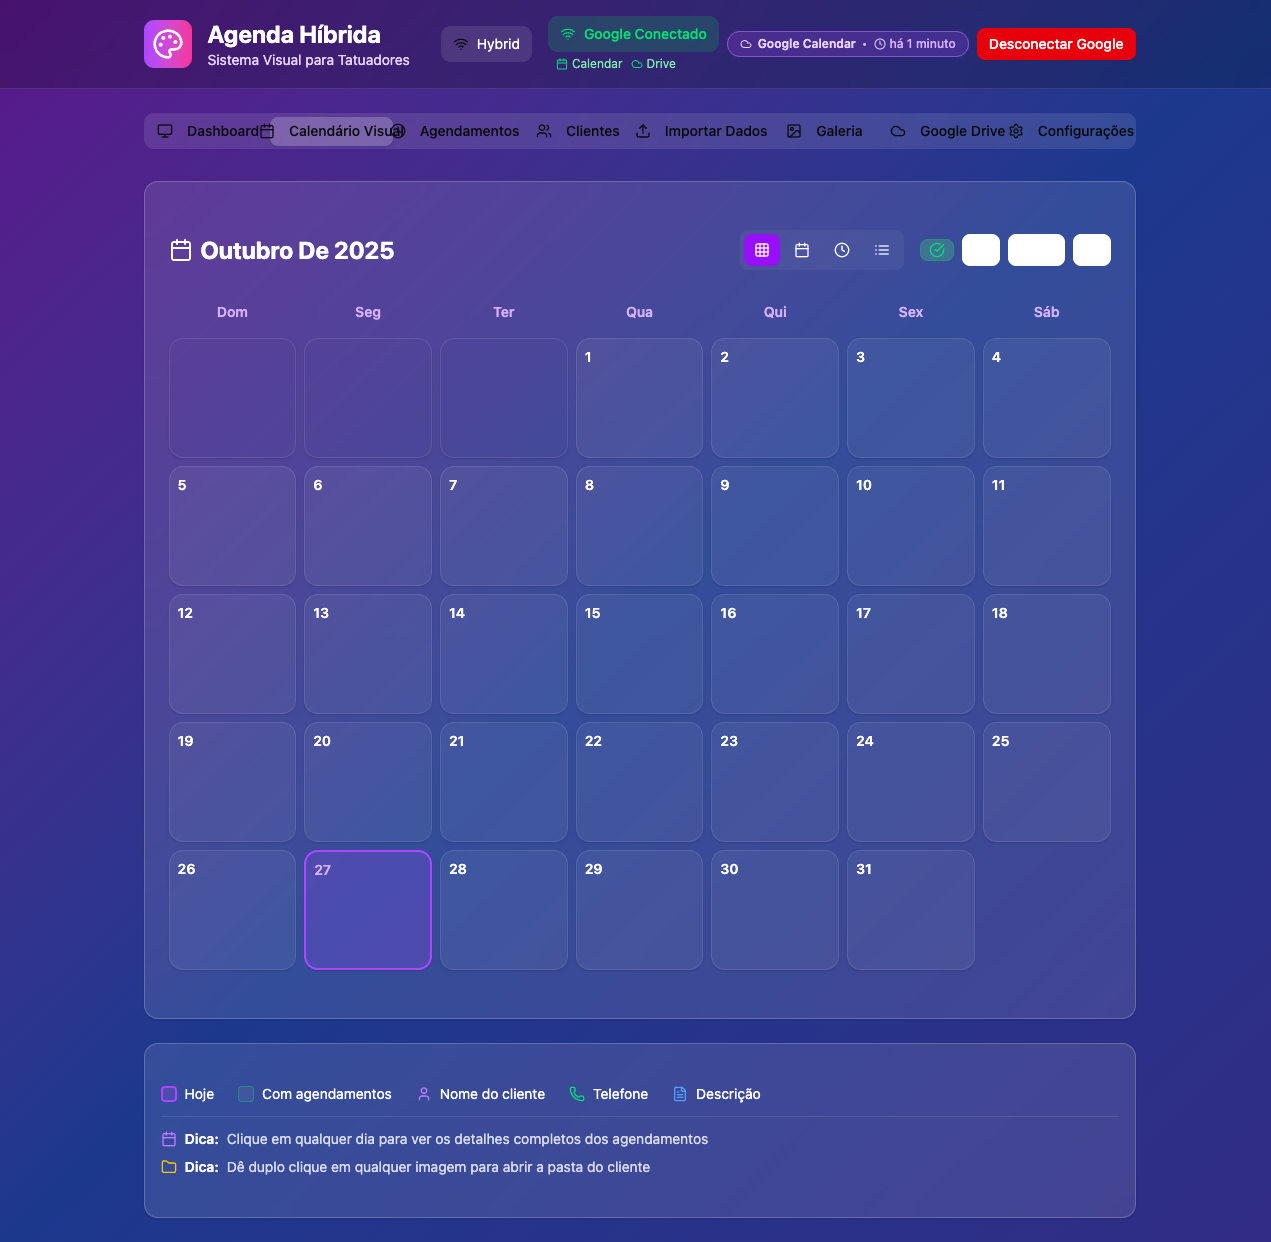 Agenda Híbrida
Sistema Visual para Tatuadores
Hybrid
Google Conectado
Calendar Drive
Google Calendar • há 1 minuto
Desconectar Google
Dashboard Calendário Visual Agendamentos Clientes Importar Dados Galeria Google Drive Configurações
Outubro De 2025
Dom Seg Ter Qua Qui Sex Sáb
1 2 3 4
5 6 7 8 9 10 11
12 13 14 15 16 17 18
19 20 21 22 23 24 25
26 27 28 29 30 31
Hoje Com agendamentos Nome do cliente Telefone Descrição
Dica: Clique em qualquer dia para ver os detalhes completos dos agendamentos
Dica: Dê duplo clique em qualquer imagem para abrir a pasta do cliente